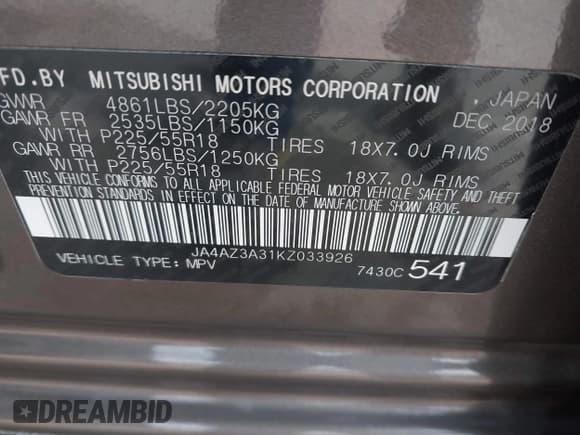 FD.BY MITSUBISHI MOTORS CORPORATION , JAPAN
GVWR 4861LBS/2205KG DEC. 2018
GAWR FR 2535LBS/1150KG
WITH P225/55R18 TIRES 18X7.0J RIMS
GAWR RR 2756LBS/1250KG
WITH P225/55R18 TIRES 18X7.0J RIMS
THIS VEHICLE CONFORMS TO ALL APPLICABLE FEDERAL MOTOR VEHICLE SAFETY AND THEFT
PREVENTION STANDARDS IN EFFECT ON THE DATE OF MANUFACTURE SHOWN ABOVE.
JA4AZ3A31KZ033926
VEHICLE TYPE: MPV 7430C 541
DREAMBID